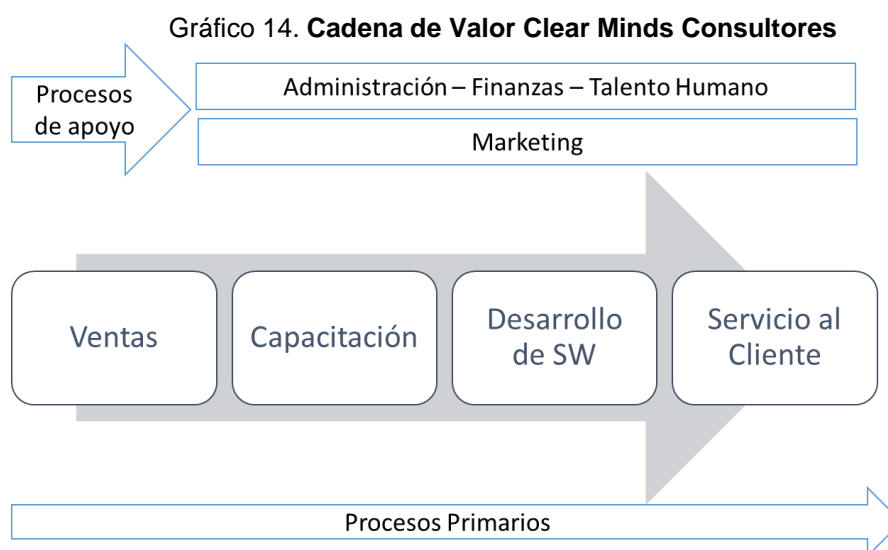 Gráfico 14. Cadena de Valor Clear Minds Consultores
Procesos
de apoyo
Administración – Finanzas – Talento Humano
Marketing
Ventas
Capacitación
Desarrollo
de SW
Servicio al
Cliente
Procesos Primarios